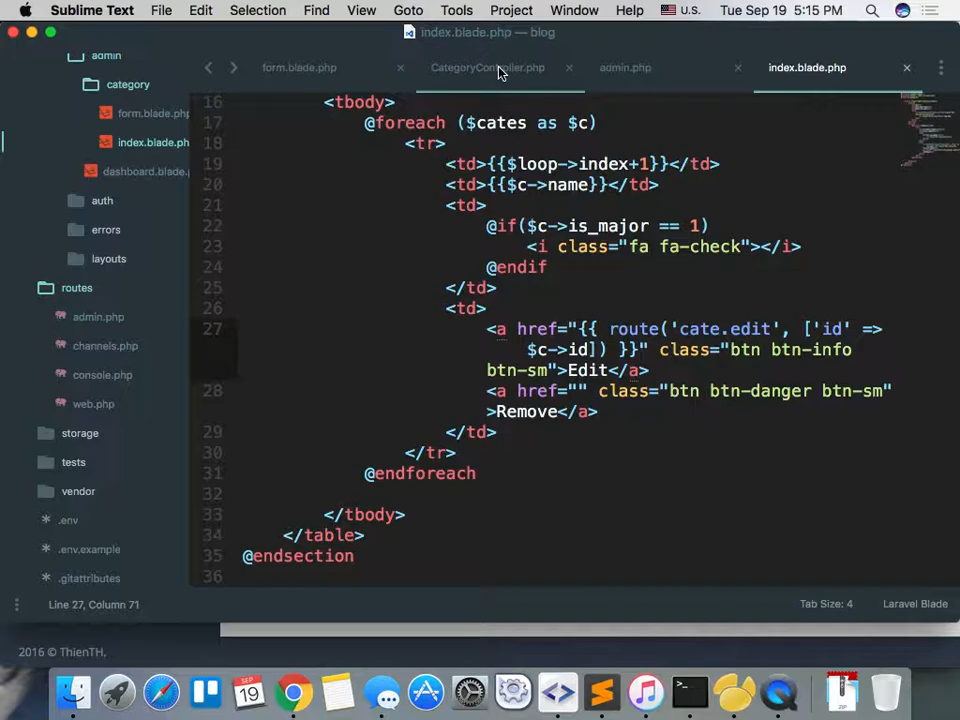 Sublime Text File Edit Selection Find View Goto Tools Project Window Help U.S. Tue Sep 19 5:15 PM
index.blade.php — blog
form.blade.php CategoryController.php admin.php index.blade.php
admin
category
form.blade.php
index.blade.ph
dashboard.blade.
auth
errors
layouts
routes
admin.php
channels.php
console.php
web.php
storage
tests
vendor
.env
.env.example
.gitattributes
16 <tbody>
17 @foreach ($cates as $c)
18 <tr>
19 <td>{{$loop->index+1}}</td>
20 <td>{{$c->name}}</td>
21 <td>
22 @if($c->is_major == 1)
23 <i class="fa fa-check"></i>
24 @endif
25 </td>
26 <td>
27 <a href="{{ route('cate.edit', ['id' =>
$c->id]) }}" class="btn btn-info
btn-sm">Edit</a>
28 <a href="" class="btn btn-danger btn-sm"
>Remove</a>
29 </td>
30 </tr>
31 @endforeach
32
33 </tbody>
34 </table>
35 @endsection
36
Line 27, Column 71 Tab Size: 4 Laravel Blade
2016 © ThienTH,
SEP
19
ZIP